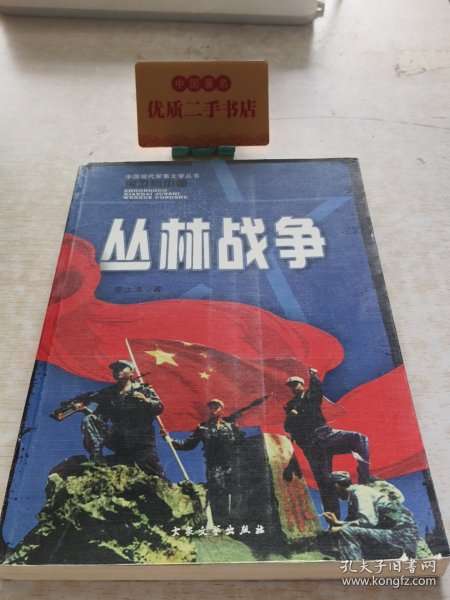 中国著名
优质二手书店
中国现代军事文学丛书
ZHONGGUO
XIANDAI JUNSHI
WENXUE CONGSHU
丛林战争
著
大众文艺出版社
孔夫子旧书网
www.kongfz.com